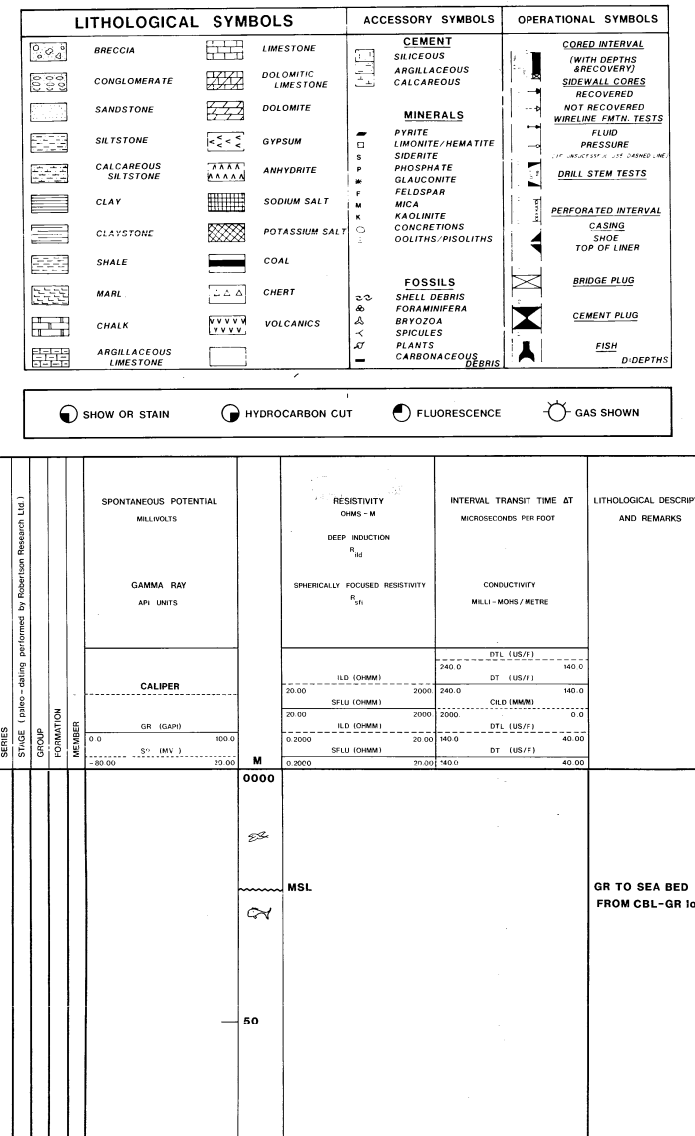 LITHOLOGICAL SYMBOLS
BRECCIA
CONGLOMERATE
SANDSTONE
SILTSTONE
CALCAREOUS
SILTSTONE
CLAY
CLAYSTONE
SHALE
MARL
CHALK
ARGILLACEOUS
LIMESTONE
LIMESTONE
DOLOMITIC
LIMESTONE
DOLOMITE
GYPSUM
ANHYDRITE
SODIUM SALT
POTASSIUM SALT
COAL
CHERT
VOLCANICS
ACCESSORY SYMBOLS
CEMENT
SILICEOUS
ARGILLACEOUS
CALCAREOUS
MINERALS
PYRITE
LIMONITE/HEMATITE
S SIDERITE
P PHOSPHATE
GLAUCONITE
F FELDSPAR
M MICA
K KAOLINITE
CONCRETIONS
OOLITHS/PISOLITHS
FOSSILS
SHELL DEBRIS
FORAMINIFERA
BRYOZOA
SPICULES
PLANTS
CARBONACEOUS
DEBRIS
OPERATIONAL SYMBOLS
CORED INTERVAL
(WITH DEPTHS
&RECOVERY)
SIDEWALL CORES
RECOVERED
NOT RECOVERED
WIRELINE FMTN. TESTS
FLUID
PRESSURE
(IF UNSUCCESSFUL USE DASHED LINE)
DRILL STEM TESTS
PERFORATED INTERVAL
CASING
SHOE
TOP OF LINER
BRIDGE PLUG
CEMENT PLUG
FISH
D:DEPTHS
SHOW OR STAIN
HYDROCARBON CUT
FLUORESCENCE
GAS SHOWN
SERIES
STAGE (paleo-dating performed by Robertson Research Ltd.)
GROUP
FORMATION
MEMBER
SPONTANEOUS POTENTIAL
MILLIVOLTS
GAMMA RAY
API UNITS
CALIPER
GR (GAPI)
0.0 100.0
SP (MV )
-80.00 20.00
M
RESISTIVITY
OHMS - M
DEEP INDUCTION
Rild
SPHERICALLY FOCUSED RESISTIVITY
Rsfl
ILD (OHMM)
20.00 2000.
SFLU (OHMM)
20.00 2000
ILD (OHMM)
0.2000 20.00
SFLU (OHMM)
0.2000 20.00
INTERVAL TRANSIT TIME ΔT
MICROSECONDS PER FOOT
CONDUCTIVITY
MILLI-MOHS/METRE
DTL (US/F)
240.0 140.0
DT (US/F)
240.0 140.0
CILD (MM/M)
2000. 0.0
DTL (US/F)
140.0 40.00
DT (US/F)
140.0 40.00
LITHOLOGICAL DESCRIP
AND REMARKS
0000
MSL
GR TO SEA BED
FROM CBL-GR lo
50